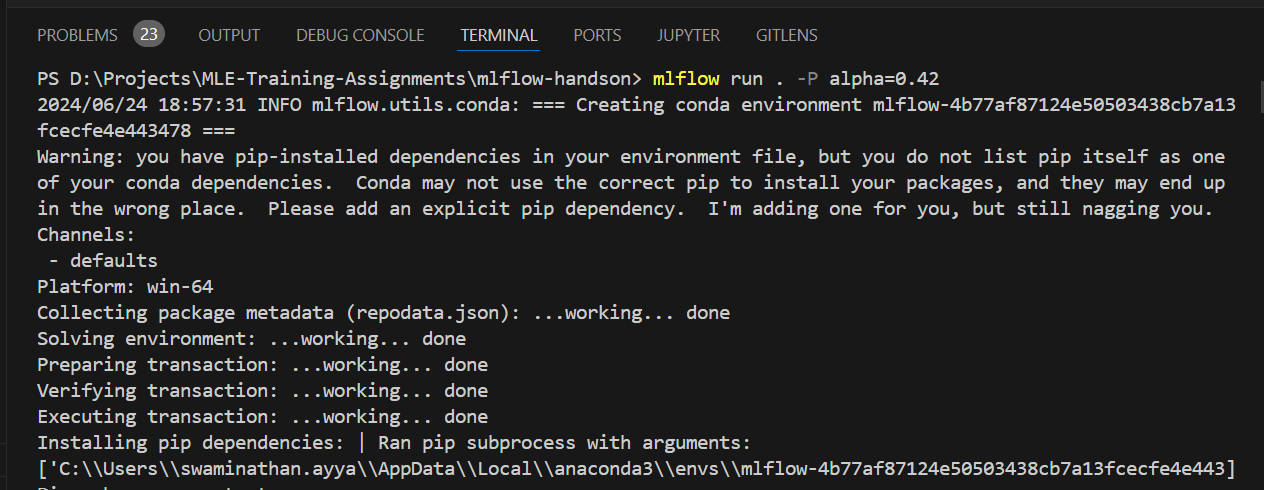 PROBLEMS 23 OUTPUT DEBUG CONSOLE TERMINAL PORTS JUPYTER GITLENS
PS D:\Projects\MLE-Training-Assignments\mlflow-handson> mlflow run . -P alpha=0.42
2024/06/24 18:57:31 INFO mlflow.utils.conda: === Creating conda environment mlflow-4b77af87124e50503438cb7a13
fcecfe4e443478 ===
Warning: you have pip-installed dependencies in your environment file, but you do not list pip itself as one
of your conda dependencies.  Conda may not use the correct pip to install your packages, and they may end up
in the wrong place.  Please add an explicit pip dependency.  I'm adding one for you, but still nagging you.
Channels:
 - defaults
Platform: win-64
Collecting package metadata (repodata.json): ...working... done
Solving environment: ...working... done
Preparing transaction: ...working... done
Verifying transaction: ...working... done
Executing transaction: ...working... done
Installing pip dependencies: | Ran pip subprocess with arguments:
['C:\\Users\\swaminathan.ayya\\AppData\\Local\\anaconda3\\envs\\mlflow-4b77af87124e50503438cb7a13fcecfe4e443]